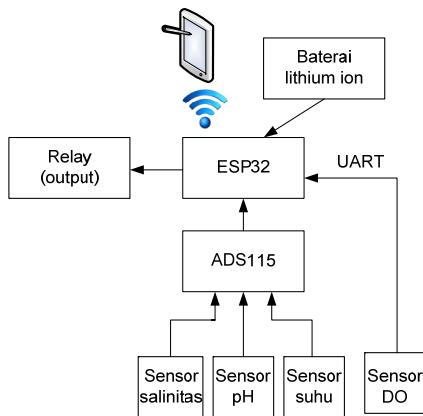 Baterai
lithium ion
Relay
(output)
ESP32
UART
ADS115
Sensor
salinitas
Sensor
pH
Sensor
suhu
Sensor
DO